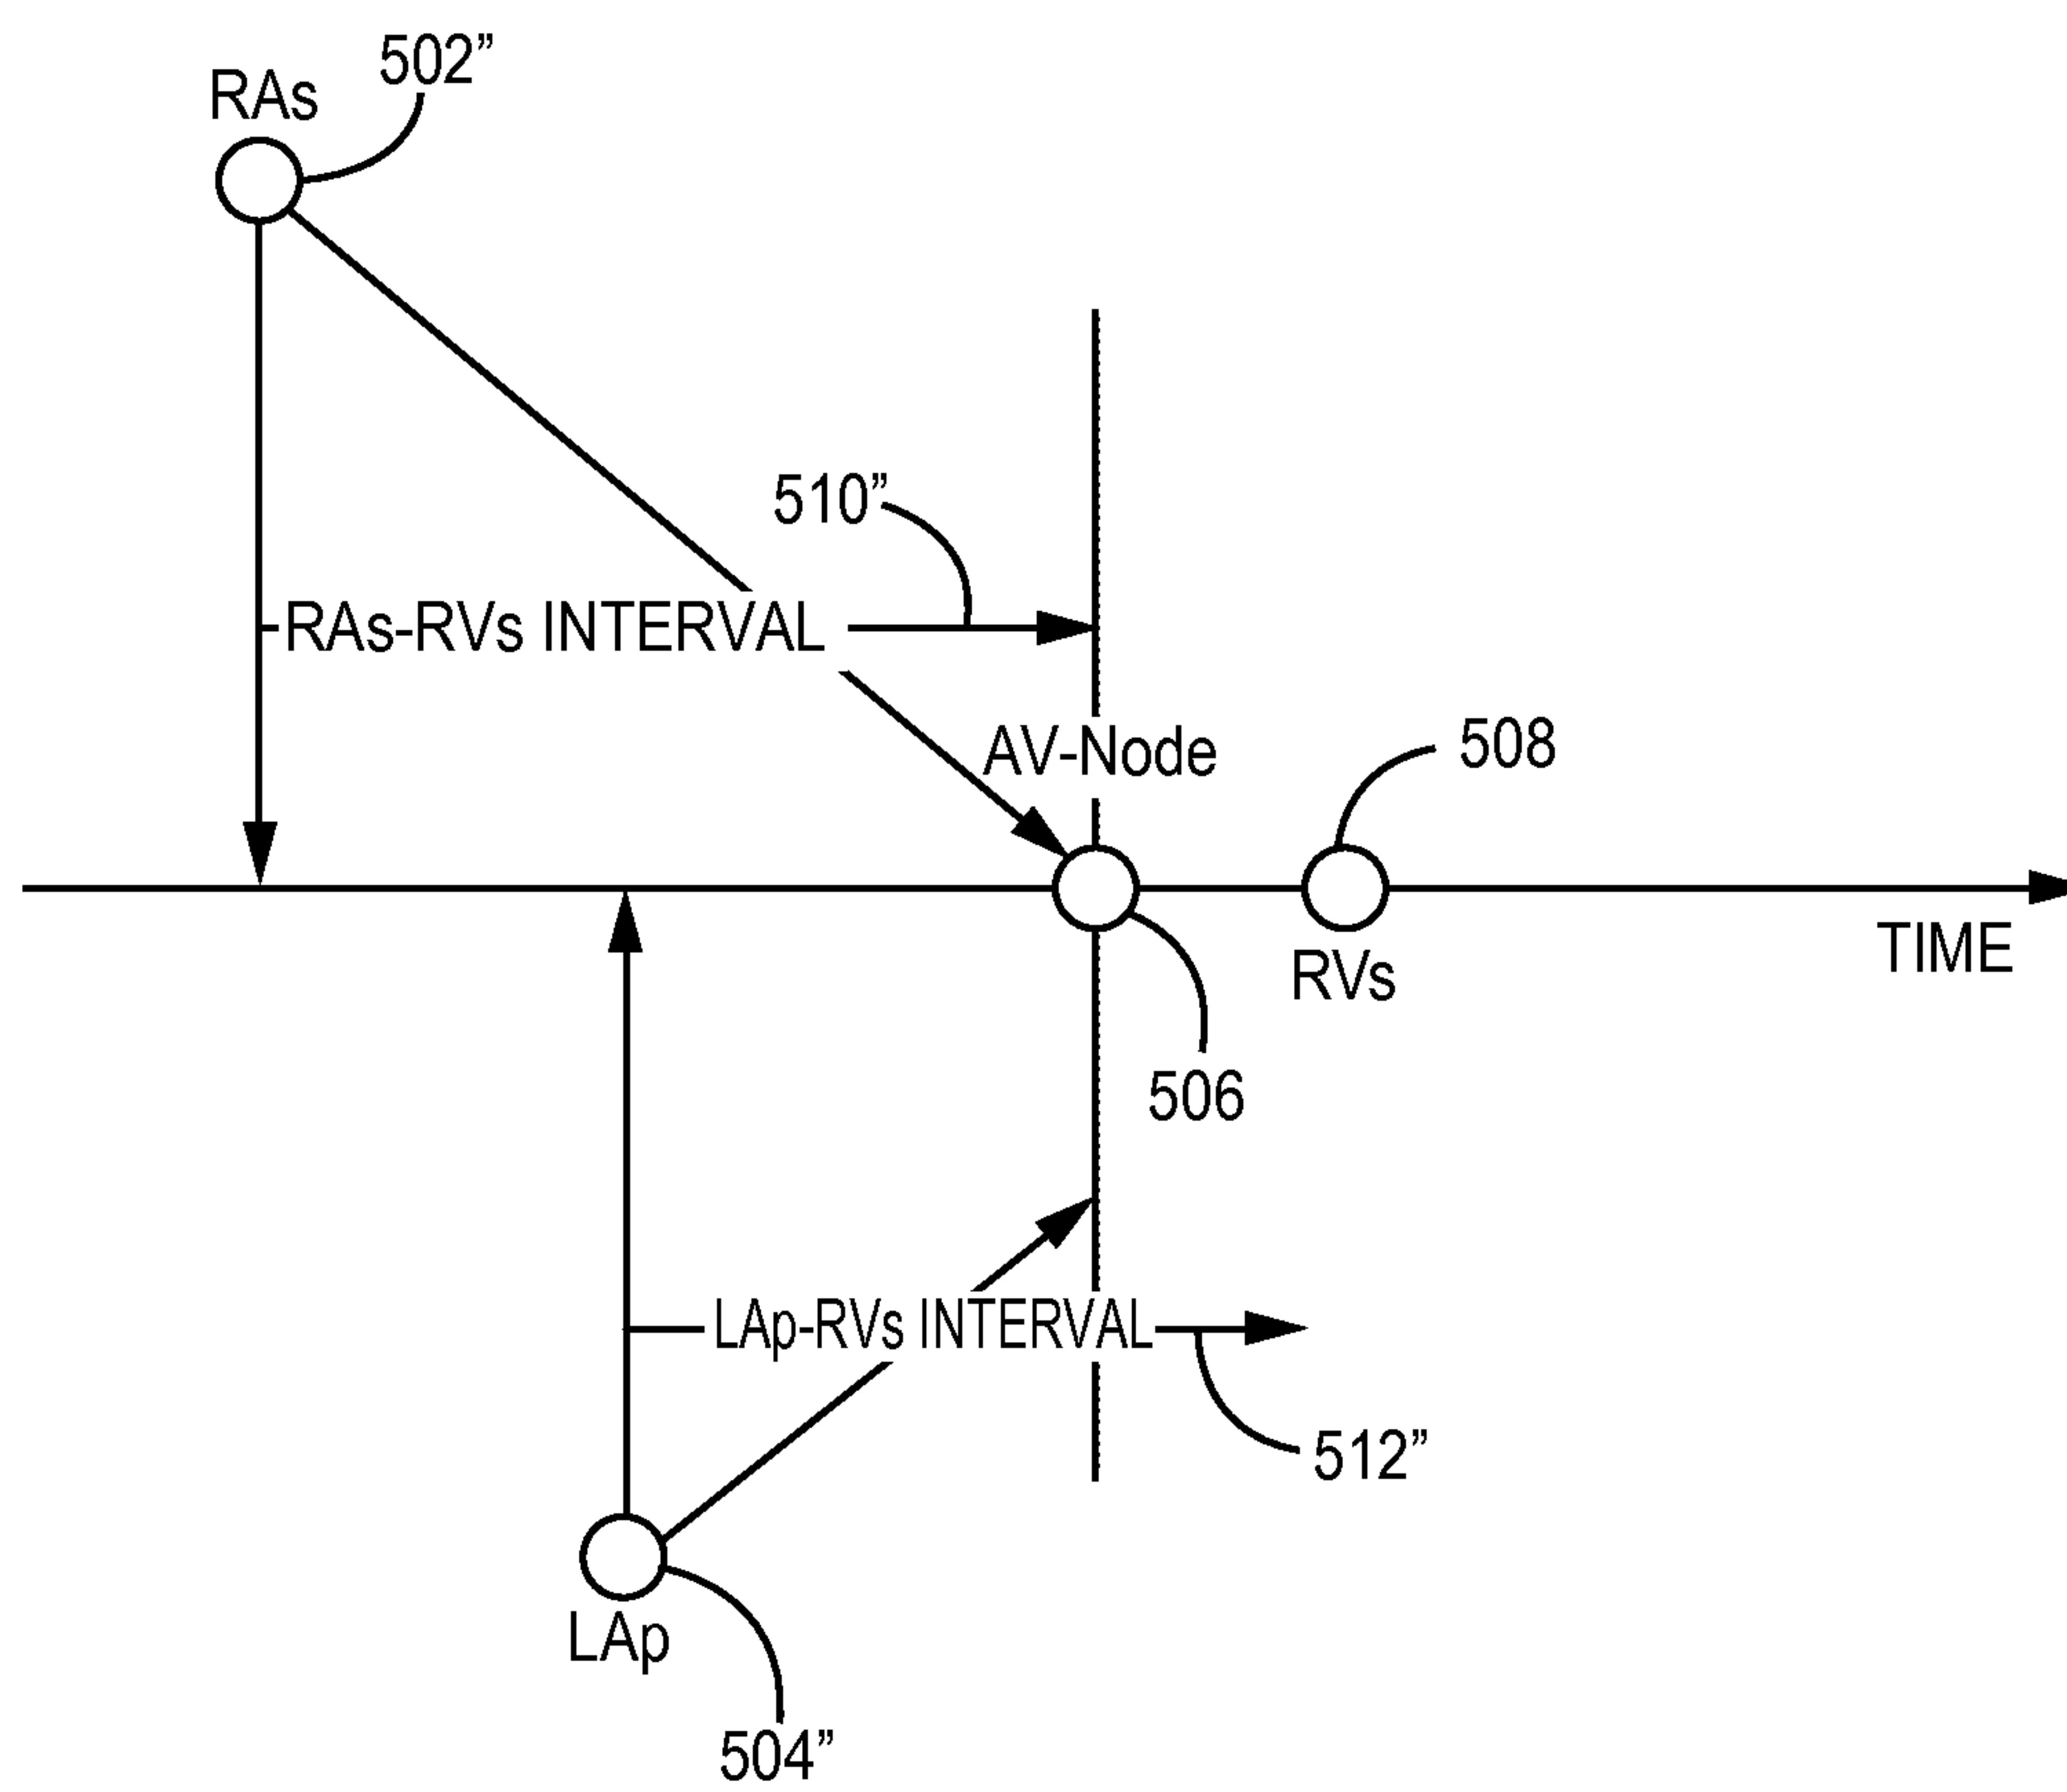 502”
RAs
510”
RAs-RVs INTERVAL
AV-Node
508
TIME
RVs
506
LAp-RVs INTERVAL
512”
LAp
504”